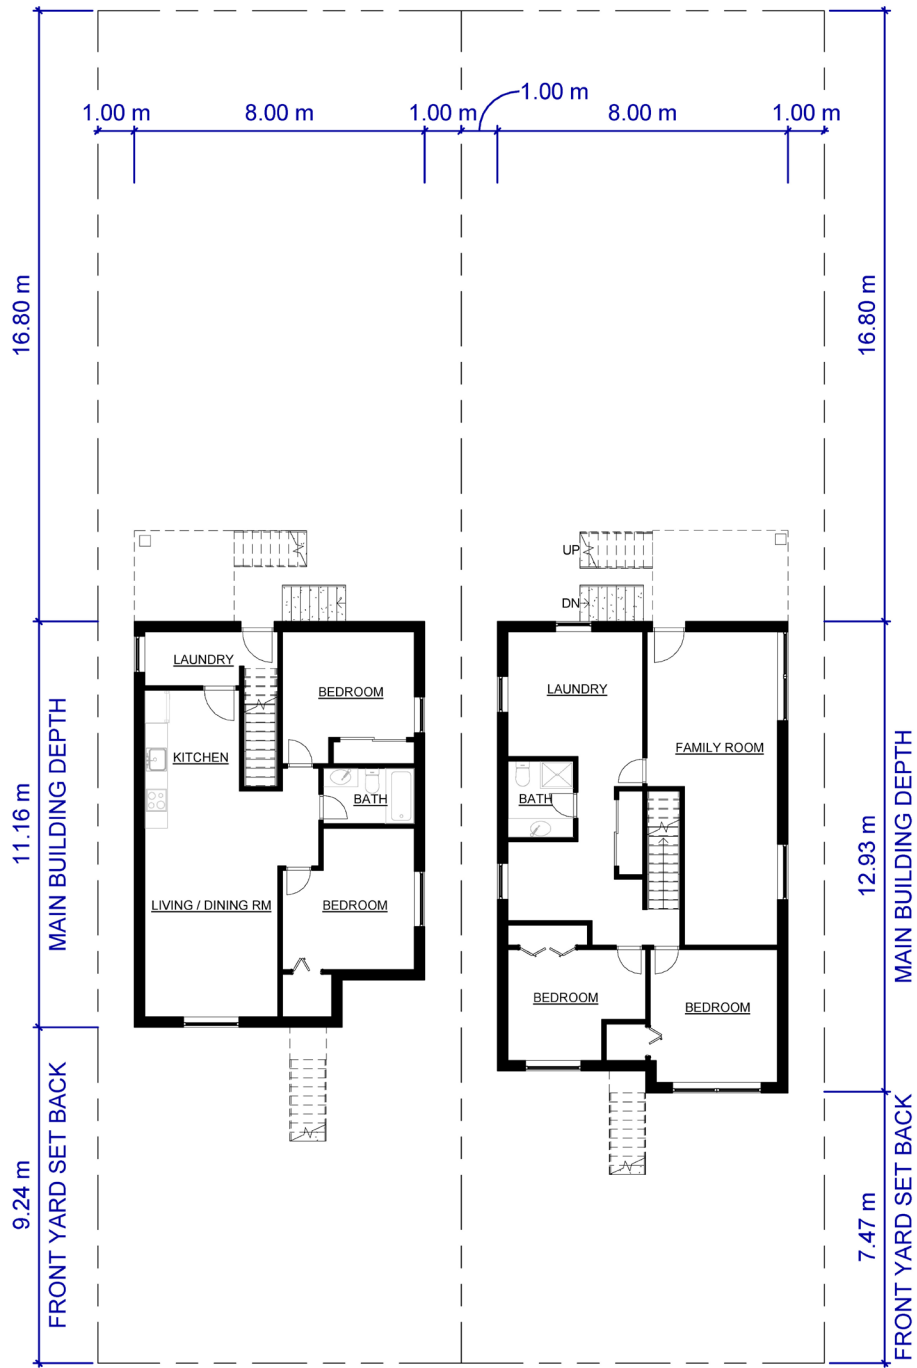 1.00 m
8.00 m
1.00 m
1.00 m
8.00 m
1.00 m
16.80 m
16.80 m
UP
DN
LAUNDRY
BEDROOM
KITCHEN
BATH
LIVING / DINING RM
BEDROOM
LAUNDRY
FAMILY ROOM
BATH
BEDROOM
BEDROOM
11.16 m
MAIN BUILDING DEPTH
12.93 m
MAIN BUILDING DEPTH
9.24 m
FRONT YARD SET BACK
7.47 m
FRONT YARD SET BACK